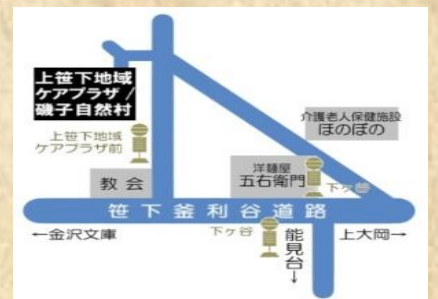 上笹下地域
ケアプラザ /
磯子自然村
上笹下地域
ケアプラザ前
介護老人保健施設
ほのぼの
洋麺屋
五右衛門
下ヶ谷
教会
笹下釜利谷道路
←金沢文庫
下ヶ谷
能見台→
上大岡→